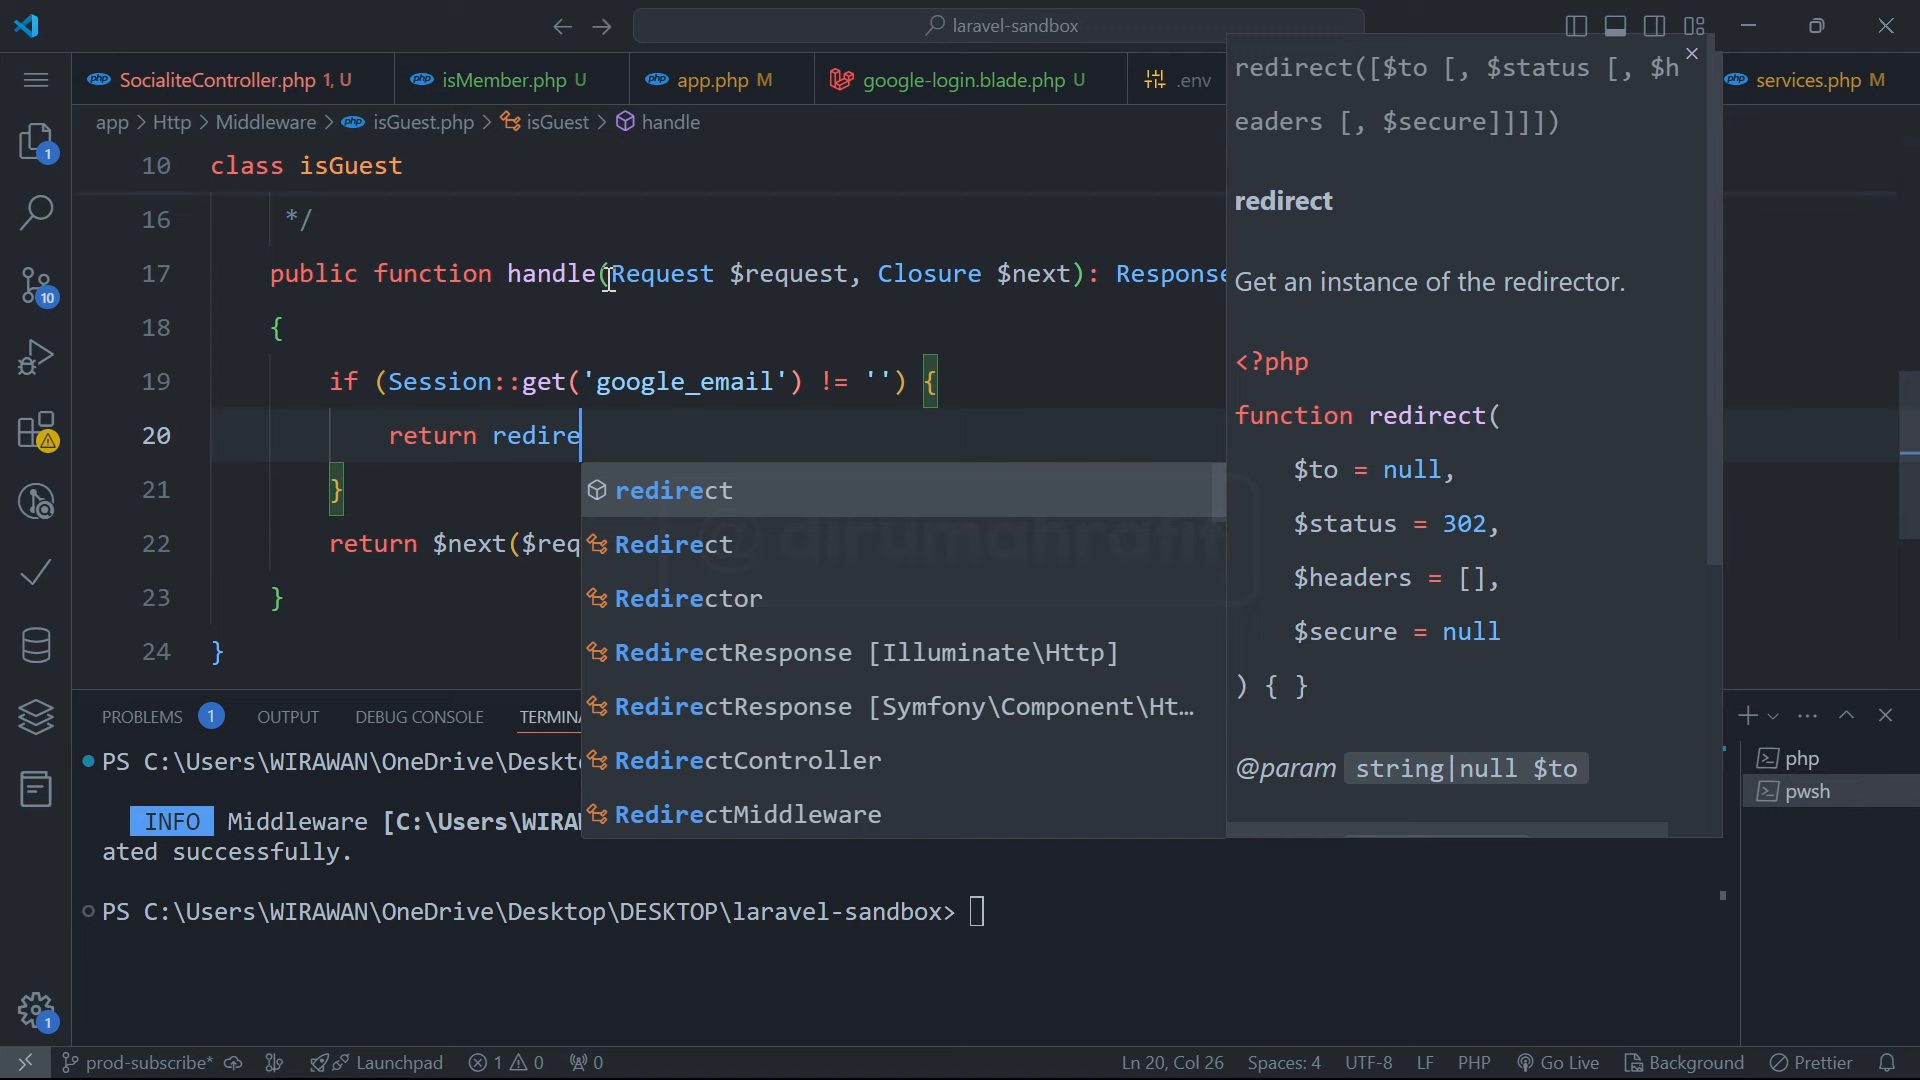 laravel-sandbox
SocialiteController.php 1, U
isMember.php U
app.php M
google-login.blade.php U
.env
services.php M
app > Http > Middleware > isGuest.php > isGuest > handle
10 class isGuest
16 */
17 public function handle(Request $request, Closure $next): Response
18 {
19 if (Session::get('google_email') != '') {
20 return redire
21 }
22 return $next($req
23 }
24 }
redirect
Redirect
Redirector
RedirectResponse [Illuminate\Http]
RedirectResponse [Symfony\Component\Ht…
RedirectController
RedirectMiddleware
@dirumahrafit
redirect([$to [, $status [, $h
eaders [, $secure]]]])
redirect
Get an instance of the redirector.
<?php
function redirect(
$to = null,
$status = 302,
$headers = [],
$secure = null
) { }
@param string|null $to
PROBLEMS 1 OUTPUT DEBUG CONSOLE TERMINA
PS C:\Users\WIRAWAN\OneDrive\Deskt
INFO Middleware [C:\Users\WIRA
ated successfully.
PS C:\Users\WIRAWAN\OneDrive\Desktop\DESKTOP\laravel-sandbox>
php
pwsh
1
10
1
prod-subscribe* Launchpad 1 0 0 Ln 20, Col 26 Spaces: 4 UTF-8 LF PHP Go Live Background Prettier